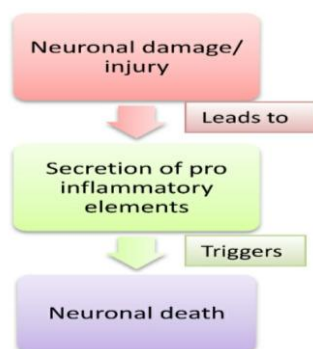 Neuronal damage/
injury
Leads to
Secretion of pro
inflammatory
elements
Triggers
Neuronal death